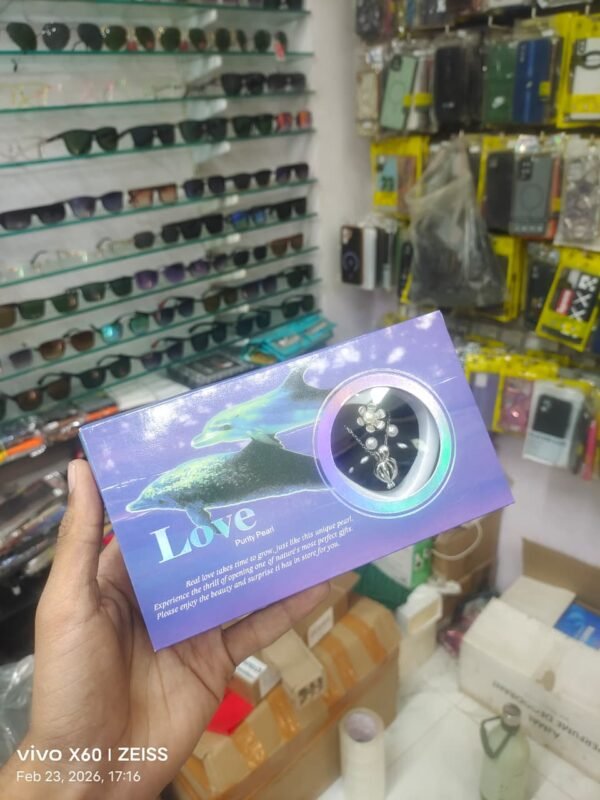 Love
Purity Pearl
Real love takes time to grow, just like this unique pearl.
Experience the thrill of opening one of nature's most perfect gifts.
Please enjoy the beauty and surprise it has in store for you.
PERFUME DEODORANT
vivo X60 | ZEISS
Feb 23, 2026, 17:16